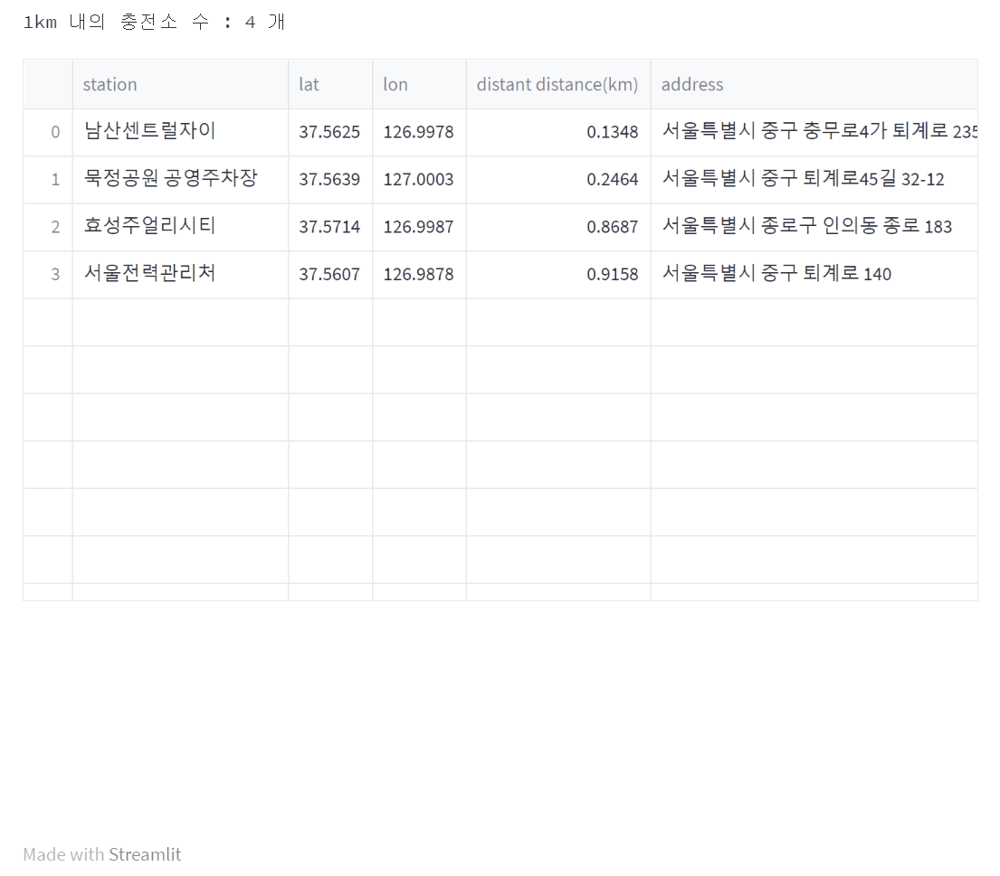 1km 내의 충전소 수 : 4 개
station lat lon distant distance(km) address
0 남산센트럴자이 37.5625 126.9978 0.1348 서울특별시 중구 충무로4가 퇴계로 235
1 묵정공원 공영주차장 37.5639 127.0003 0.2464 서울특별시 중구 퇴계로45길 32-12
2 효성주얼리시티 37.5714 126.9987 0.8687 서울특별시 종로구 인의동 종로 183
3 서울전력관리처 37.5607 126.9878 0.9158 서울특별시 중구 퇴계로 140
Made with Streamlit